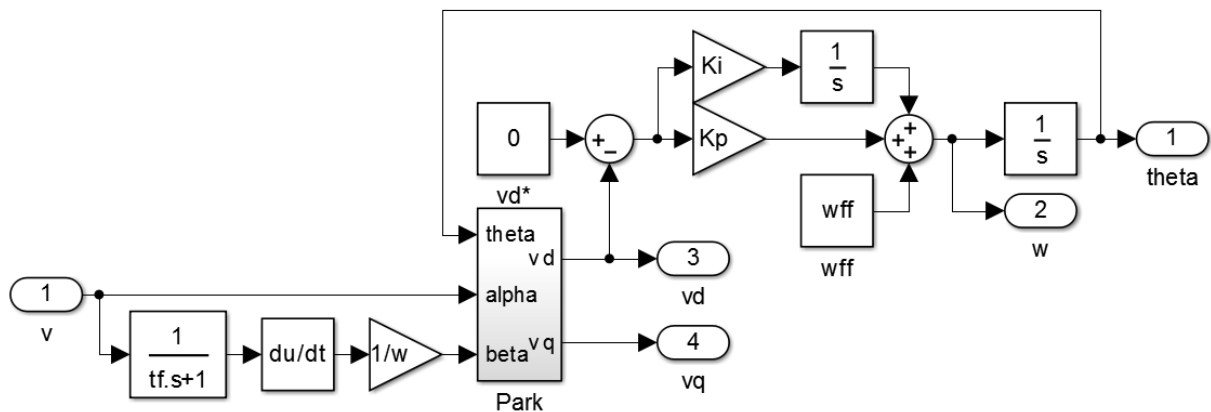 Ki
1
s
0
+
−
Kp
+
+
+
1
s
1
theta
vd*
wff
wff
2
w
theta
vd
alpha
vq
beta
Park
3
vd
4
vq
1
v
1
tf.s+1
du/dt
1/w